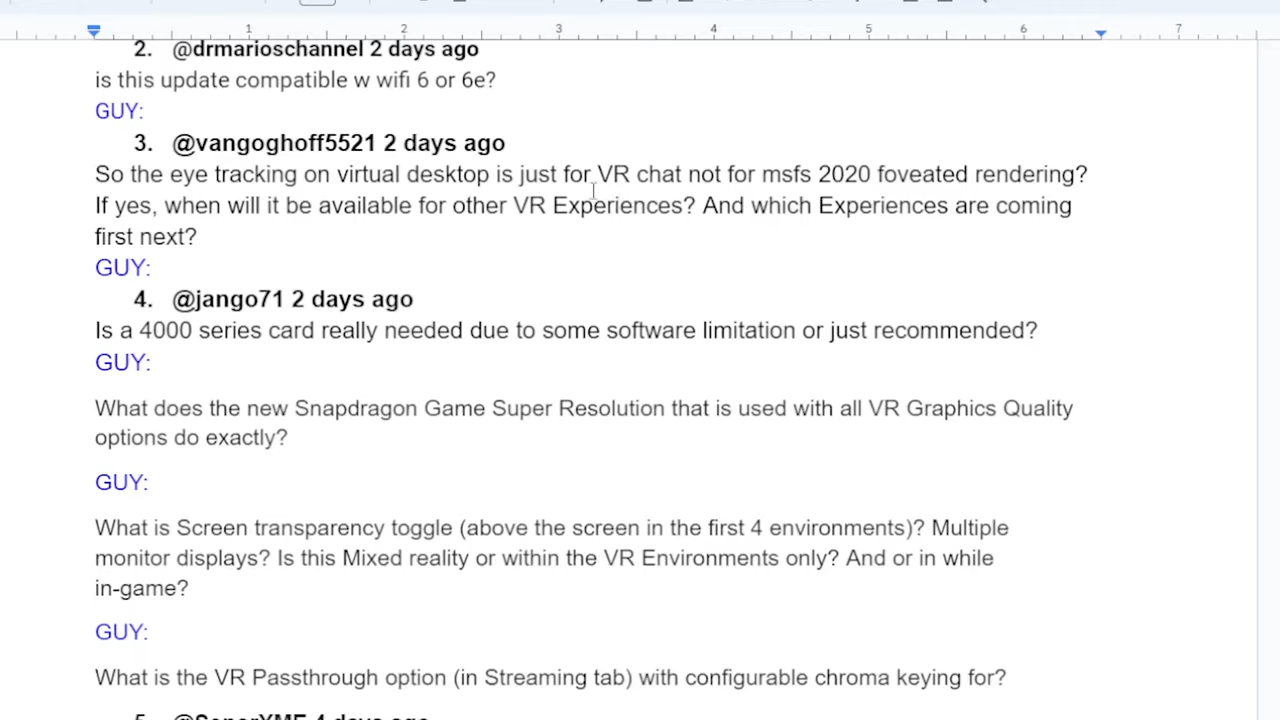 1 2 3 4 5 6 7
2. @drmarioschannel 2 days ago
is this update compatible w wifi 6 or 6e?
GUY:
3. @vangoghoff5521 2 days ago
So the eye tracking on virtual desktop is just for VR chat not for msfs 2020 foveated rendering?
If yes, when will it be available for other VR Experiences? And which Experiences are coming
first next?
GUY:
4. @jango71 2 days ago
Is a 4000 series card really needed due to some software limitation or just recommended?
GUY:
What does the new Snapdragon Game Super Resolution that is used with all VR Graphics Quality
options do exactly?
GUY:
What is Screen transparency toggle (above the screen in the first 4 environments)? Multiple
monitor displays? Is this Mixed reality or within the VR Environments only? And or in while
in-game?
GUY:
What is the VR Passthrough option (in Streaming tab) with configurable chroma keying for?